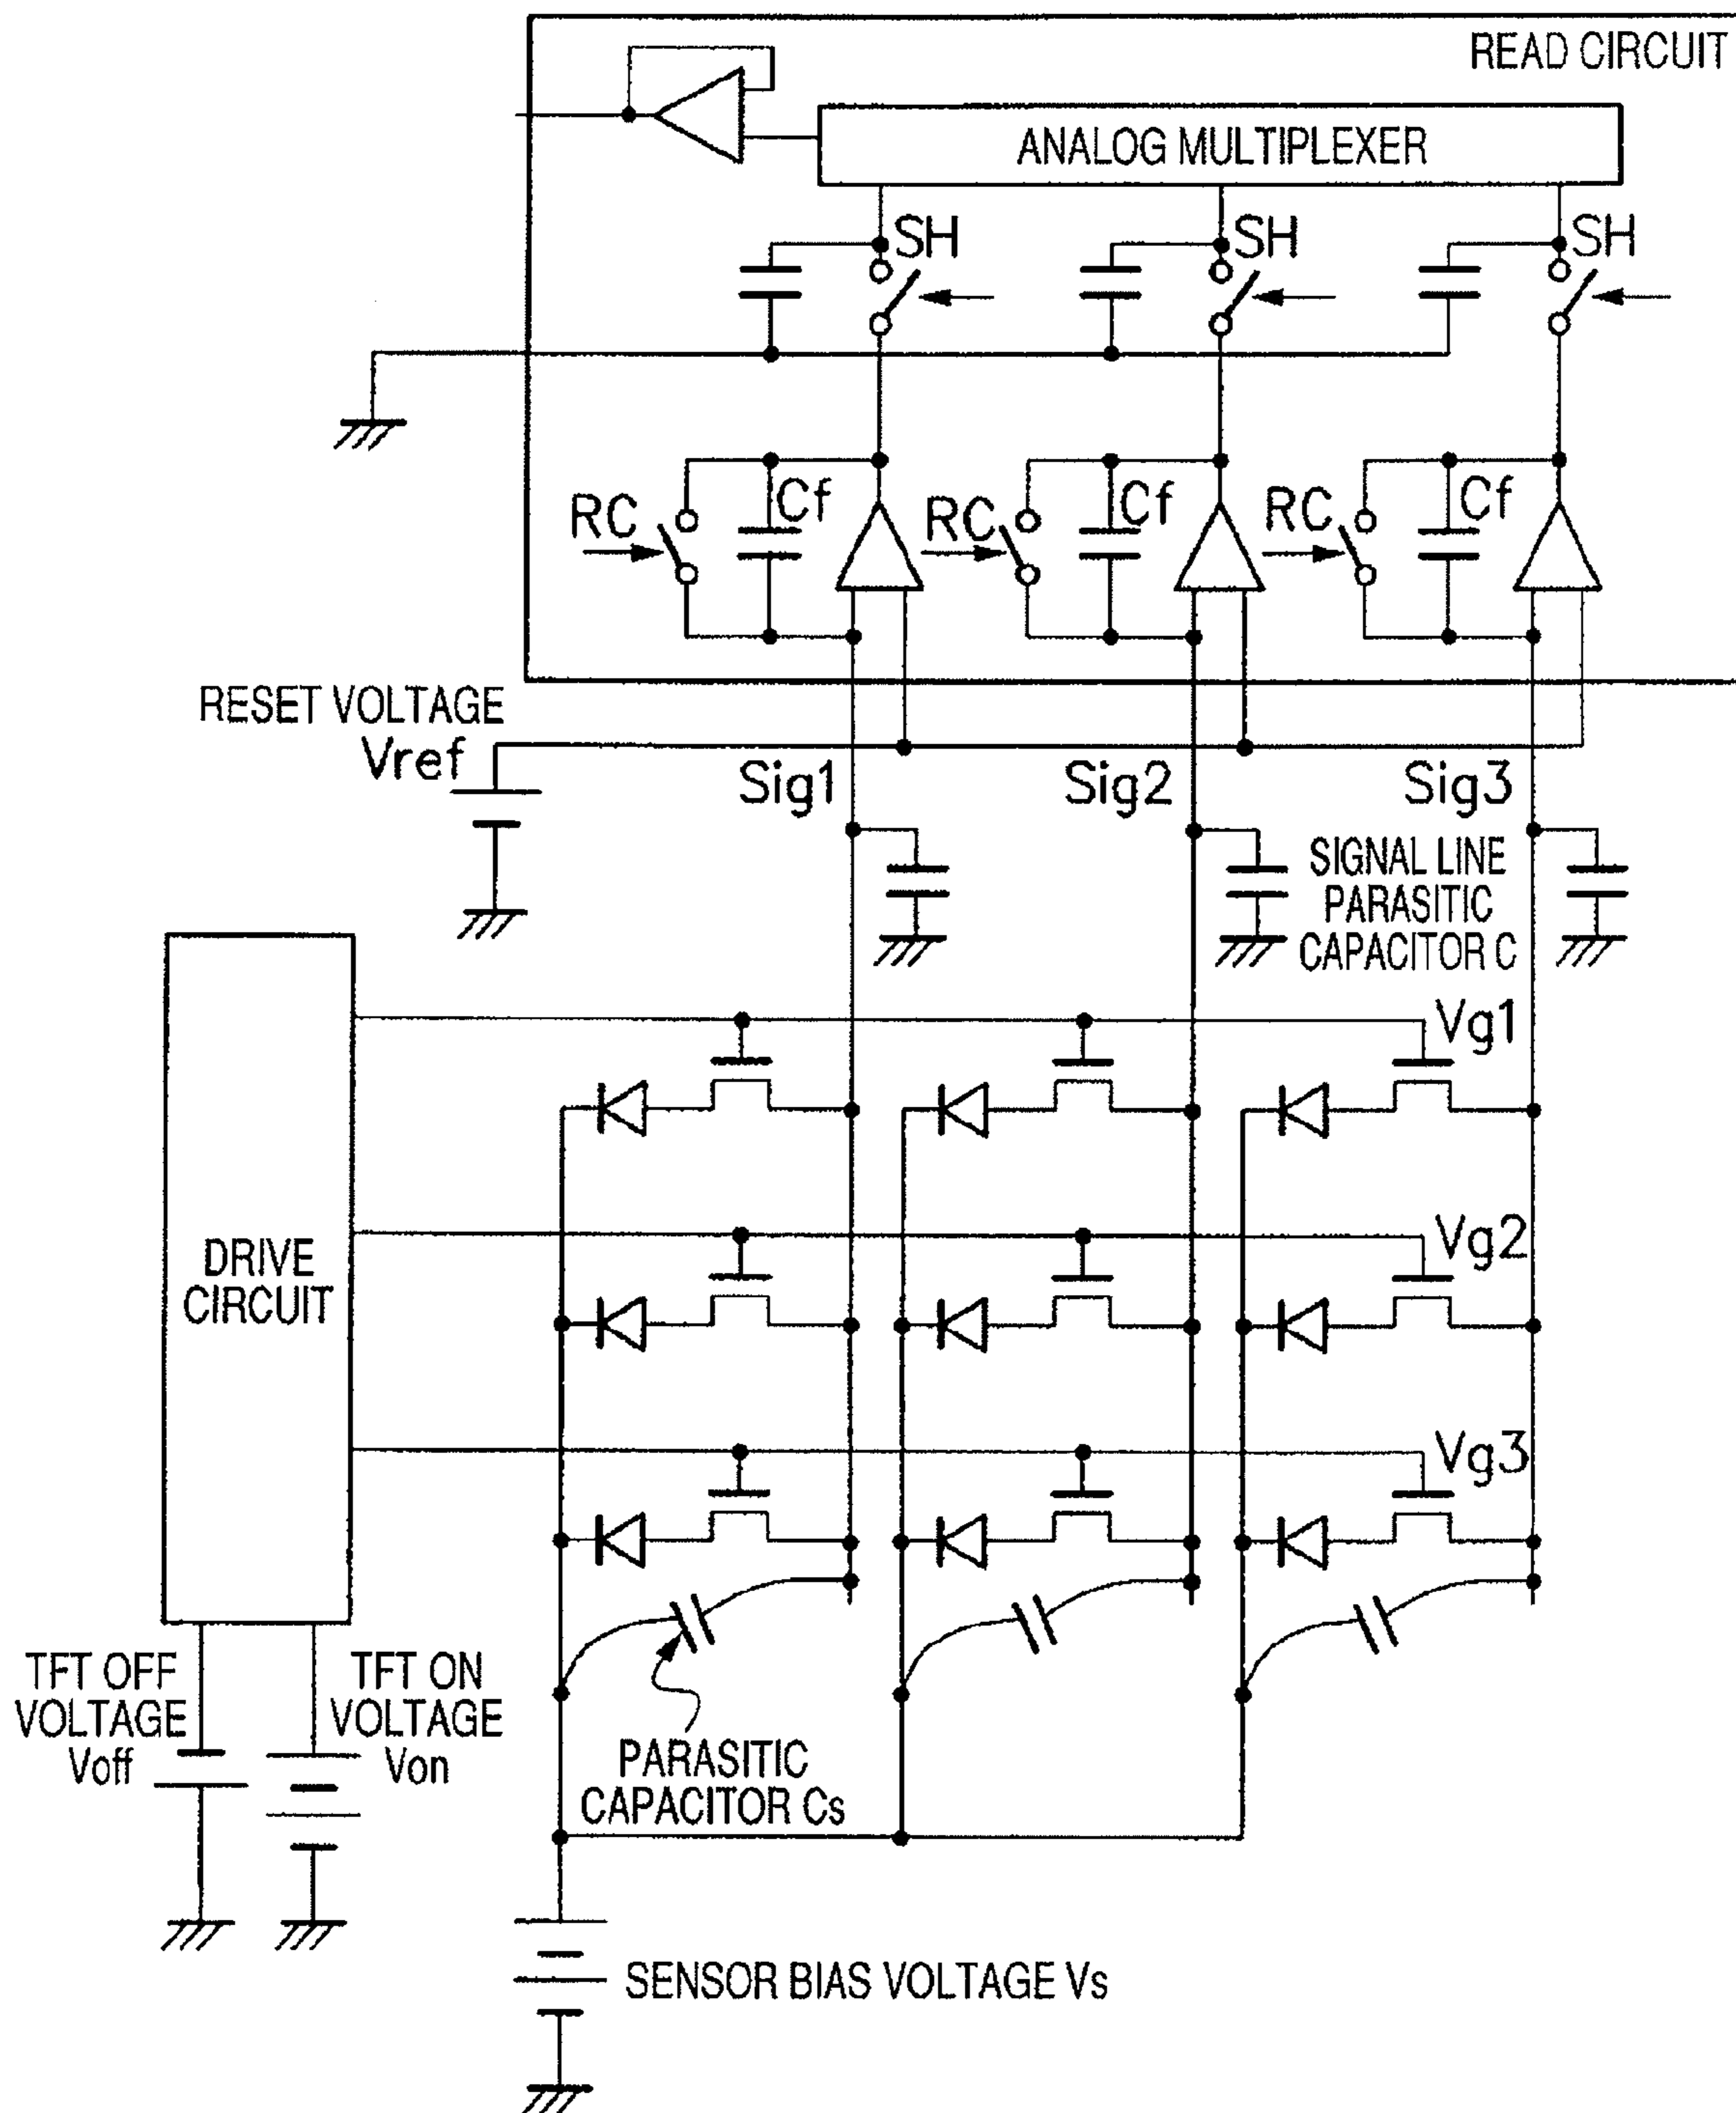 READ CIRCUIT
ANALOG MULTIPLEXER
SH
SH
SH
RC
Cf
RC
Cf
RC
Cf
RESET VOLTAGE
Vref
Sig1
Sig2
Sig3
SIGNAL LINE
PARASITIC
CAPACITOR C
Vg1
DRIVE
CIRCUIT
Vg2
Vg3
TFT OFF
VOLTAGE
Voff
TFT ON
VOLTAGE
Von
PARASITIC
CAPACITOR Cs
SENSOR BIAS VOLTAGE Vs